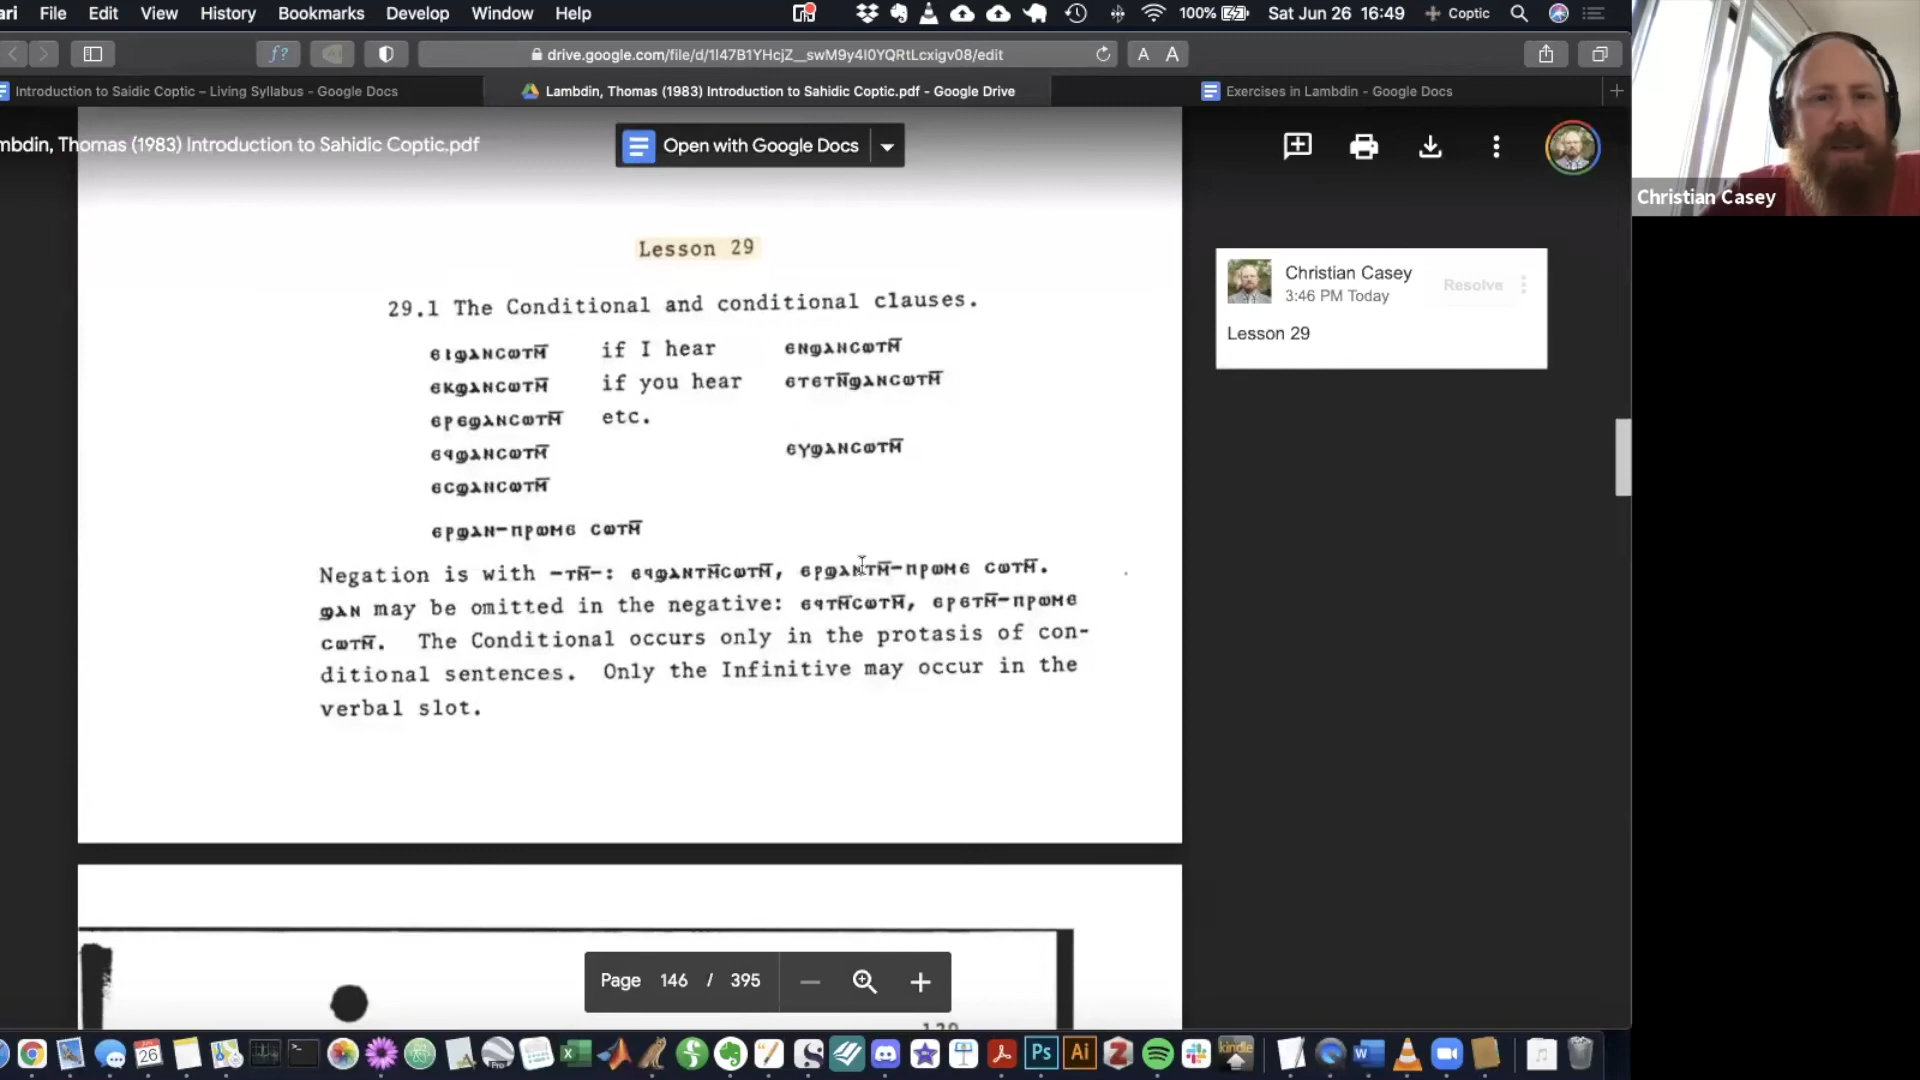 ari File Edit View History Bookmarks Develop Window Help 100% Sat Jun 26 16:49 Coptic
drive.google.com/file/d/1I47B1YHcjZ__swM9y4I0YQRtLcxigv08/edit A A
Introduction to Saidic Coptic – Living Syllabus - Google Docs Lambdin, Thomas (1983) Introduction to Sahidic Coptic.pdf - Google Drive Exercises in Lambdin - Google Docs
mbdin, Thomas (1983) Introduction to Sahidic Coptic.pdf Open with Google Docs
Christian Casey
Lesson 29
29.1 The Conditional and conditional clauses.
ⲉⲓϣⲁⲛⲥⲱⲧⲙ̄ if I hear ⲉⲛϣⲁⲛⲥⲱⲧⲙ̄
ⲉⲕϣⲁⲛⲥⲱⲧⲙ̄ if you hear ⲉⲧⲉⲧⲛ̄ϣⲁⲛⲥⲱⲧⲙ̄
ⲉⲣⲉϣⲁⲛⲥⲱⲧⲙ̄ etc.
ⲉϥϣⲁⲛⲥⲱⲧⲙ̄ ⲉⲩϣⲁⲛⲥⲱⲧⲙ̄
ⲉⲥϣⲁⲛⲥⲱⲧⲙ̄
ⲉⲣϣⲁⲛ-ⲡⲣⲱⲙⲉ ⲥⲱⲧⲙ̄
Negation is with -ⲧⲙ̄-: ⲉϥϣⲁⲛⲧⲙ̄ⲥⲱⲧⲙ̄, ⲉⲣϣⲁⲛⲧⲙ̄-ⲡⲣⲱⲙⲉ ⲥⲱⲧⲙ̄.
ϣⲁⲛ may be omitted in the negative: ⲉϥⲧⲙ̄ⲥⲱⲧⲙ̄, ⲉⲣⲉⲧⲙ̄-ⲡⲣⲱⲙⲉ
ⲥⲱⲧⲙ̄. The Conditional occurs only in the protasis of con-
ditional sentences. Only the Infinitive may occur in the
verbal slot.
Christian Casey
3:46 PM Today
Resolve
Lesson 29
Page 146 / 395